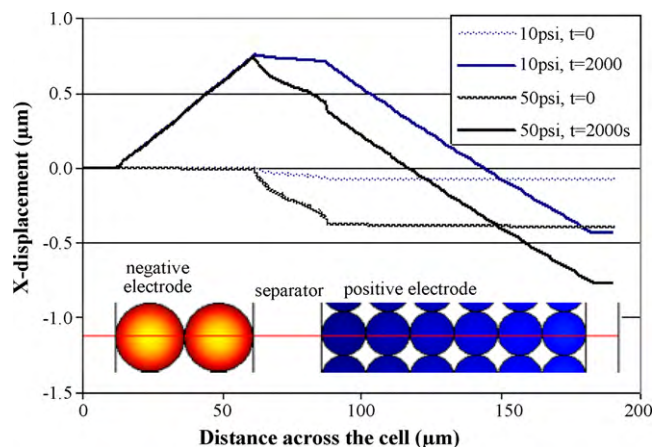 1.0
0.5
0.0
-0.5
-1.0
-1.5
X-displacement (μm)
10psi, t=0
10psi, t=2000
50psi, t=0
50psi, t=2000s
negative
electrode
separator
positive electrode
0
50
100
150
200
Distance across the cell (μm)